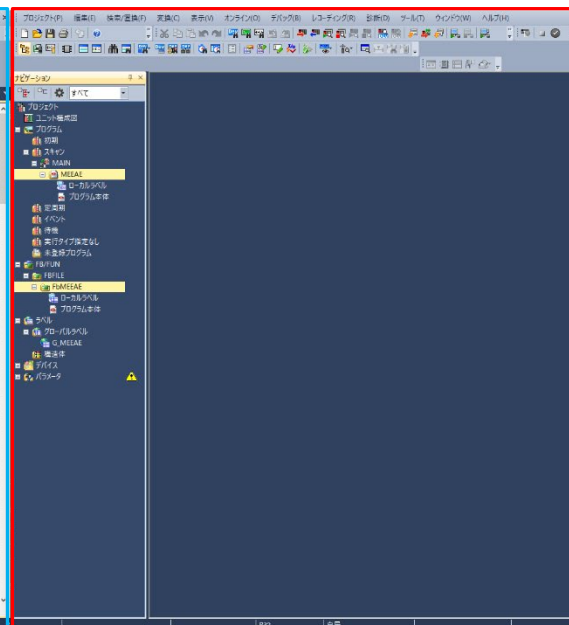 プロジェクト(P) 編集(E) 検索/置換(F) 変換(C) 表示(V) オンライン(O) デバッグ(B) レコーディング(R) 診断(D) ツール(T) ウィンドウ(W) ヘルプ(H)
ナビゲーション
すべて
プロジェクト
ユニット構成図
プログラム
初期
スキャン
MAIN
MEEAE
ローカルラベル
プログラム本体
定周期
イベント
待機
実行タイプ指定なし
未登録プログラム
FB/FUN
FBFILE
FbMEEAE
ローカルラベル
プログラム本体
ラベル
グローバルラベル
G_MEEAE
構造体
デバイス
パラメータ